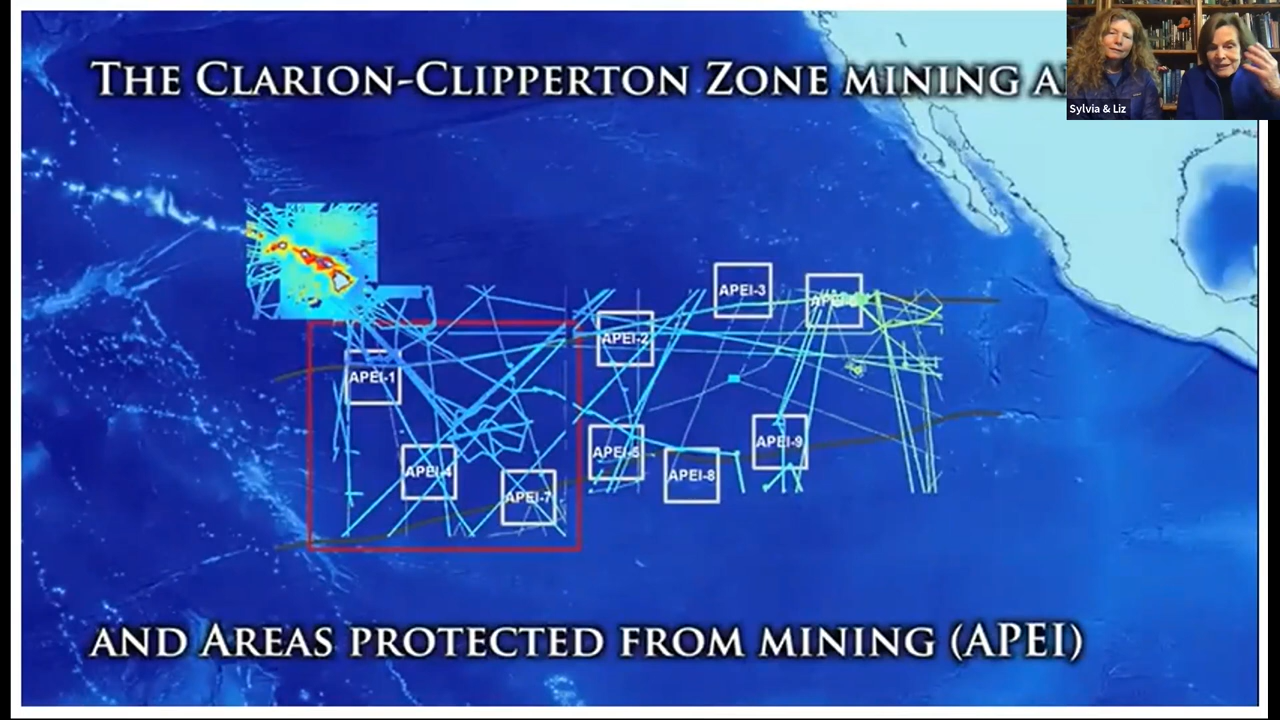 THE CLARION-CLIPPERTON ZONE MINING A
Sylvia & Liz
APEI-3
APEI-2
APEI-1
APEI-9
APEI-5
APEI-4
APEI-8
APEI-7
AND AREAS PROTECTED FROM MINING (APEI)